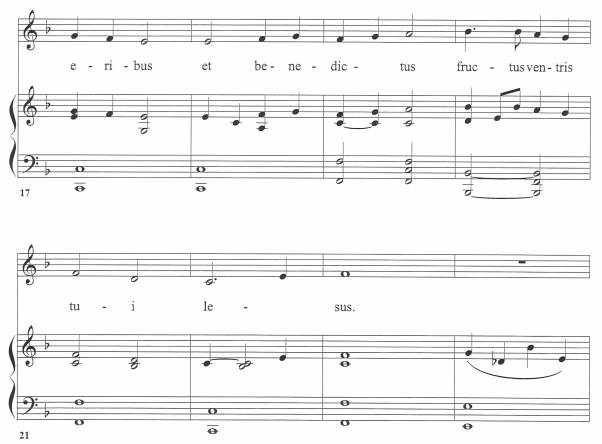 e - ri - bus et be - ne - dic - tus fruc - tus ven - tris
17
tu - i Ie - sus.
21